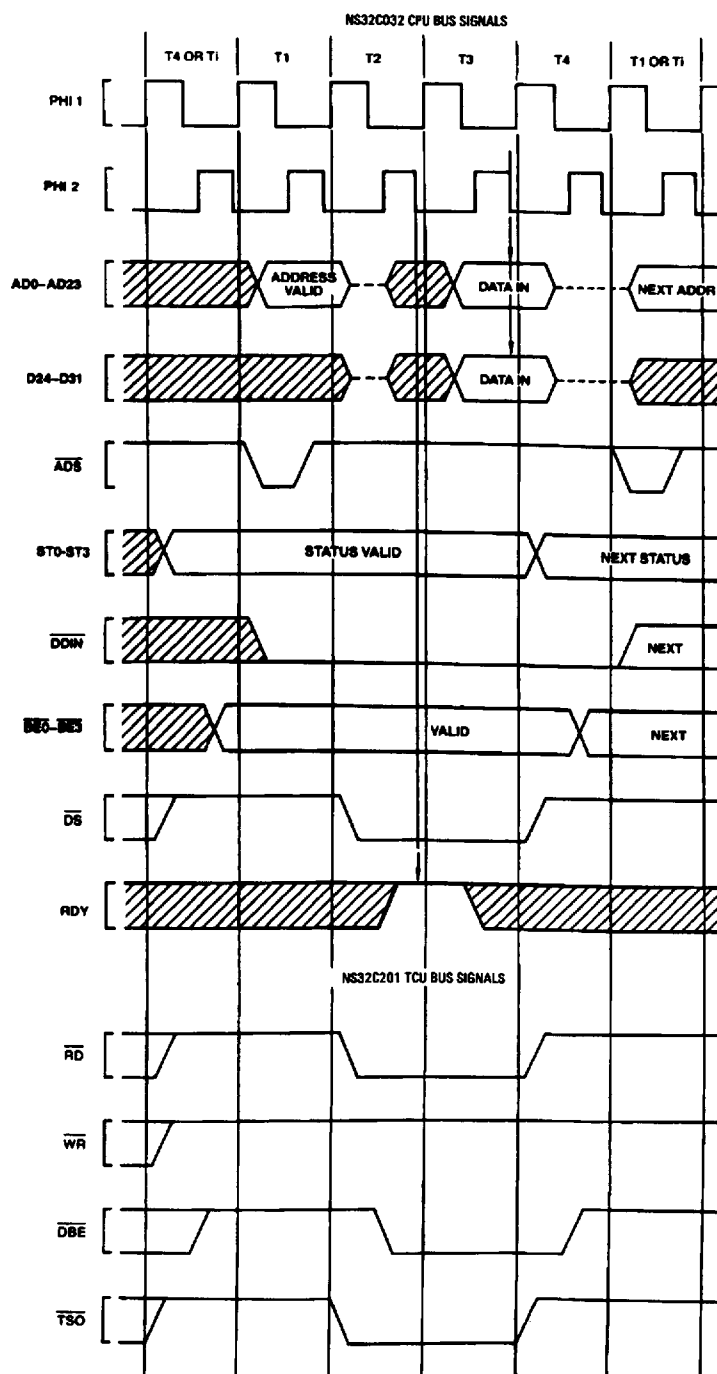 NS32C032 CPU BUS SIGNALS
T4 OR Ti T1 T2 T3 T4 T1 OR Ti
PHI 1
PHI 2
AD0–AD23 ADDRESS VALID DATA IN NEXT ADDR
D24–D31 DATA IN
ADS
ST0-ST3 STATUS VALID NEXT STATUS
DDIN NEXT
BE0–BE3 VALID NEXT
DS
RDY
NS32C201 TCU BUS SIGNALS
RD
WR
DBE
TSO